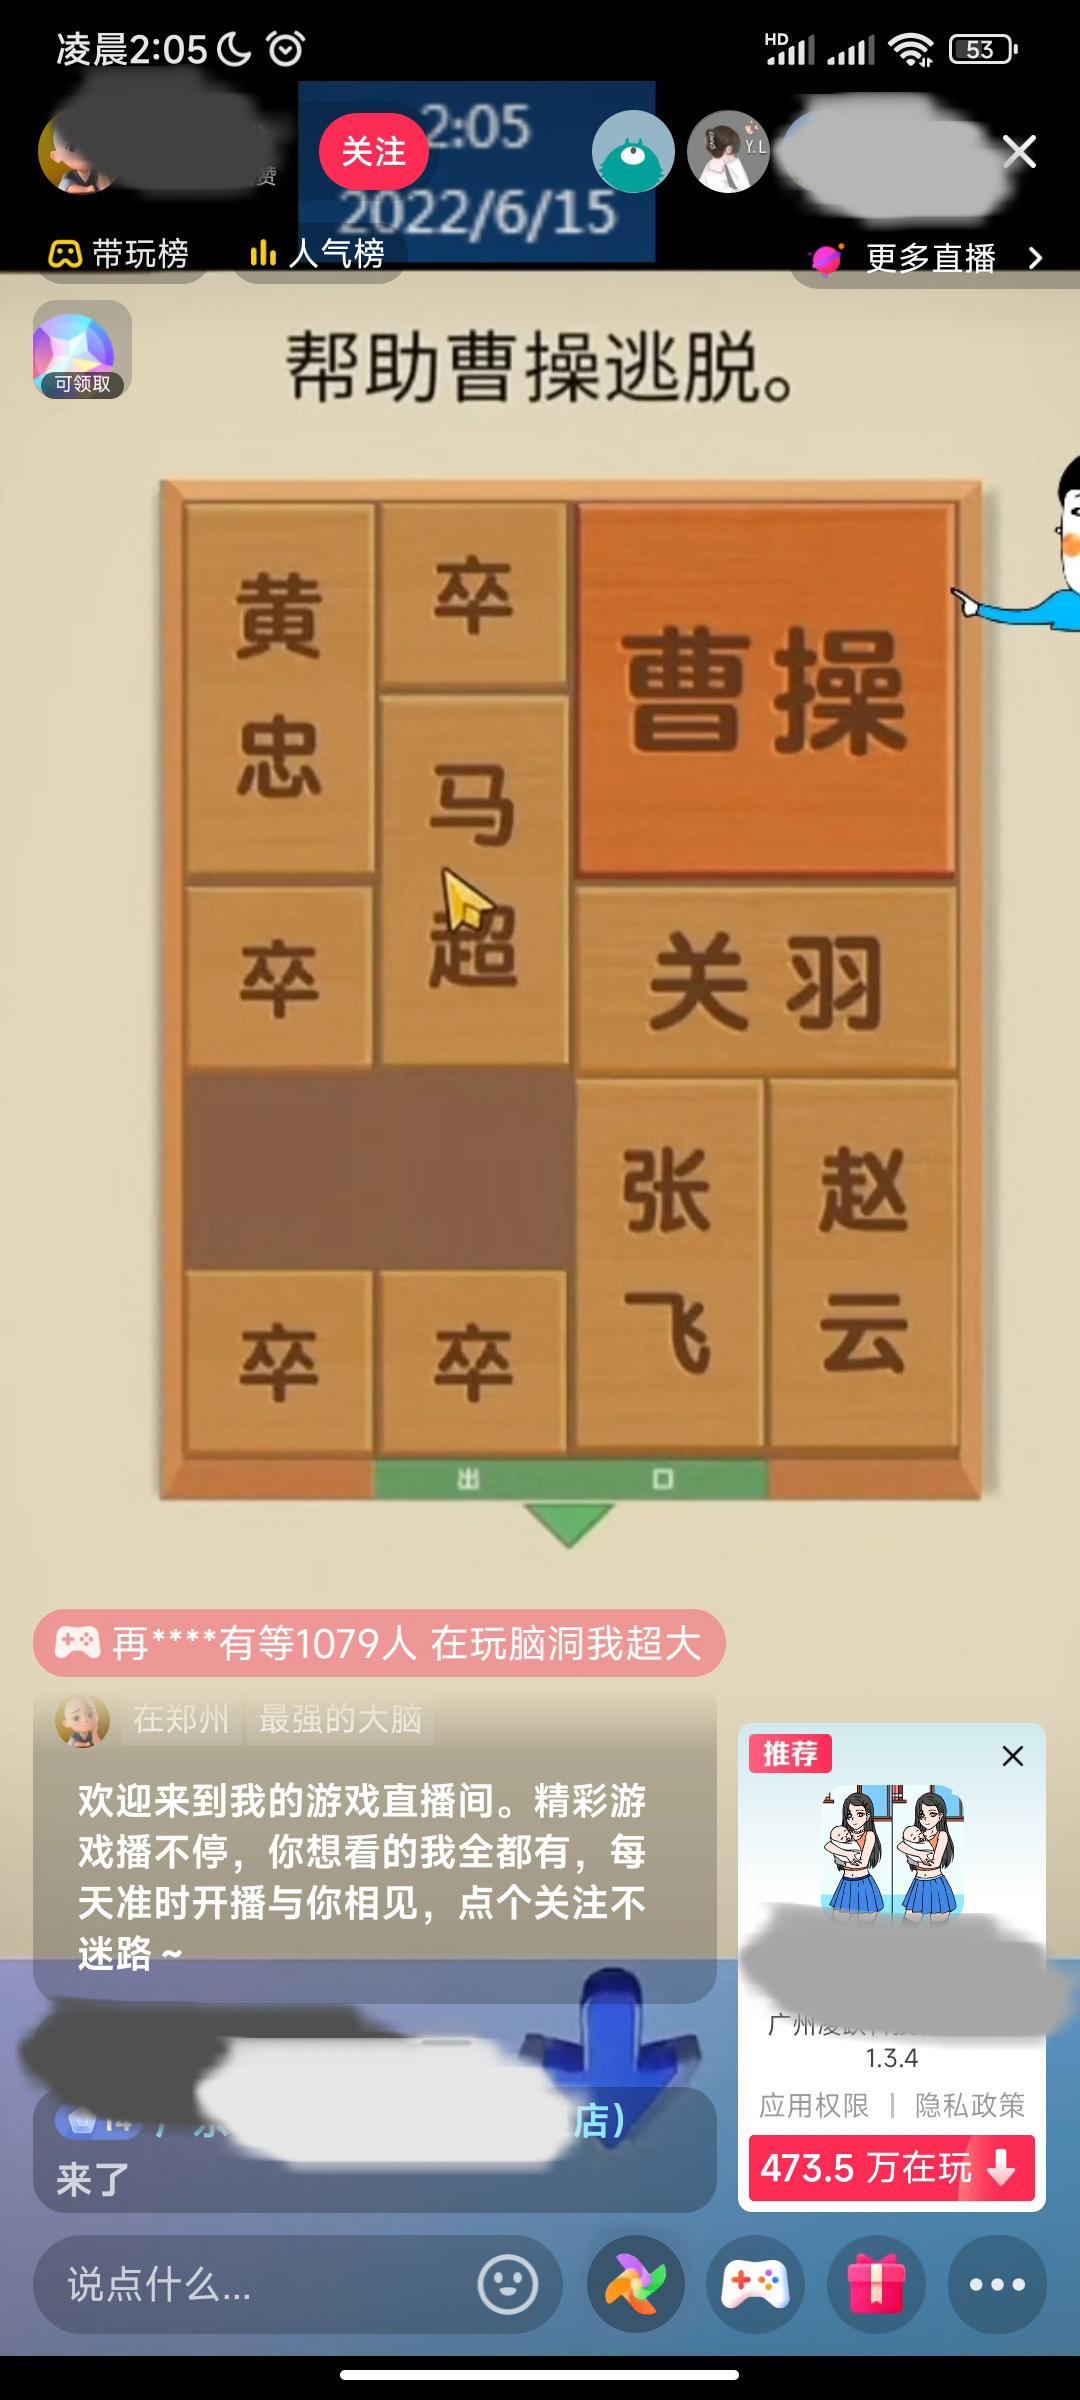 凌晨2:05
HD
53
赞
关注
2:05
2022/6/15
Y.L
带玩榜
人气榜
更多直播
可领取
帮助曹操逃脱。
黄忠
卒
曹操
马超
卒
关羽
张飞
赵云
卒
卒
出口
再****有等1079人 在玩脑洞我超大
在郑州
最强的大脑
欢迎来到我的游戏直播间。精彩游
戏播不停，你想看的我全都有，每
天准时开播与你相见，点个关注不
迷路~
推荐
广州凌
1.3.4
应用权限 | 隐私政策
473.5 万在玩
14
店）
来了
说点什么...